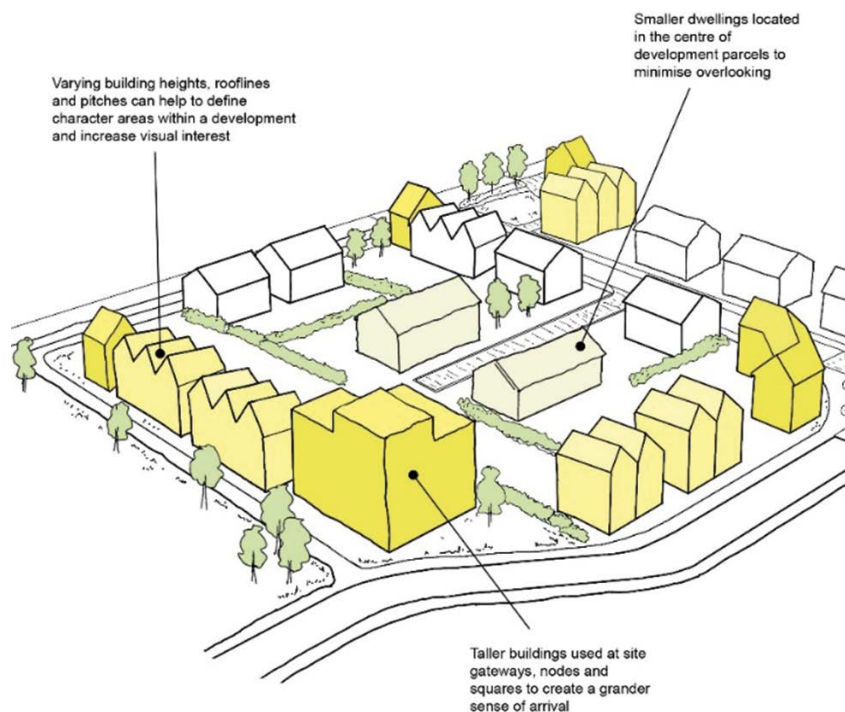 Smaller dwellings located
in the centre of
development parcels to
minimise overlooking
Varying building heights, rooflines
and pitches can help to define
character areas within a development
and increase visual interest
Taller buildings used at site
gateways, nodes and
squares to create a grander
sense of arrival